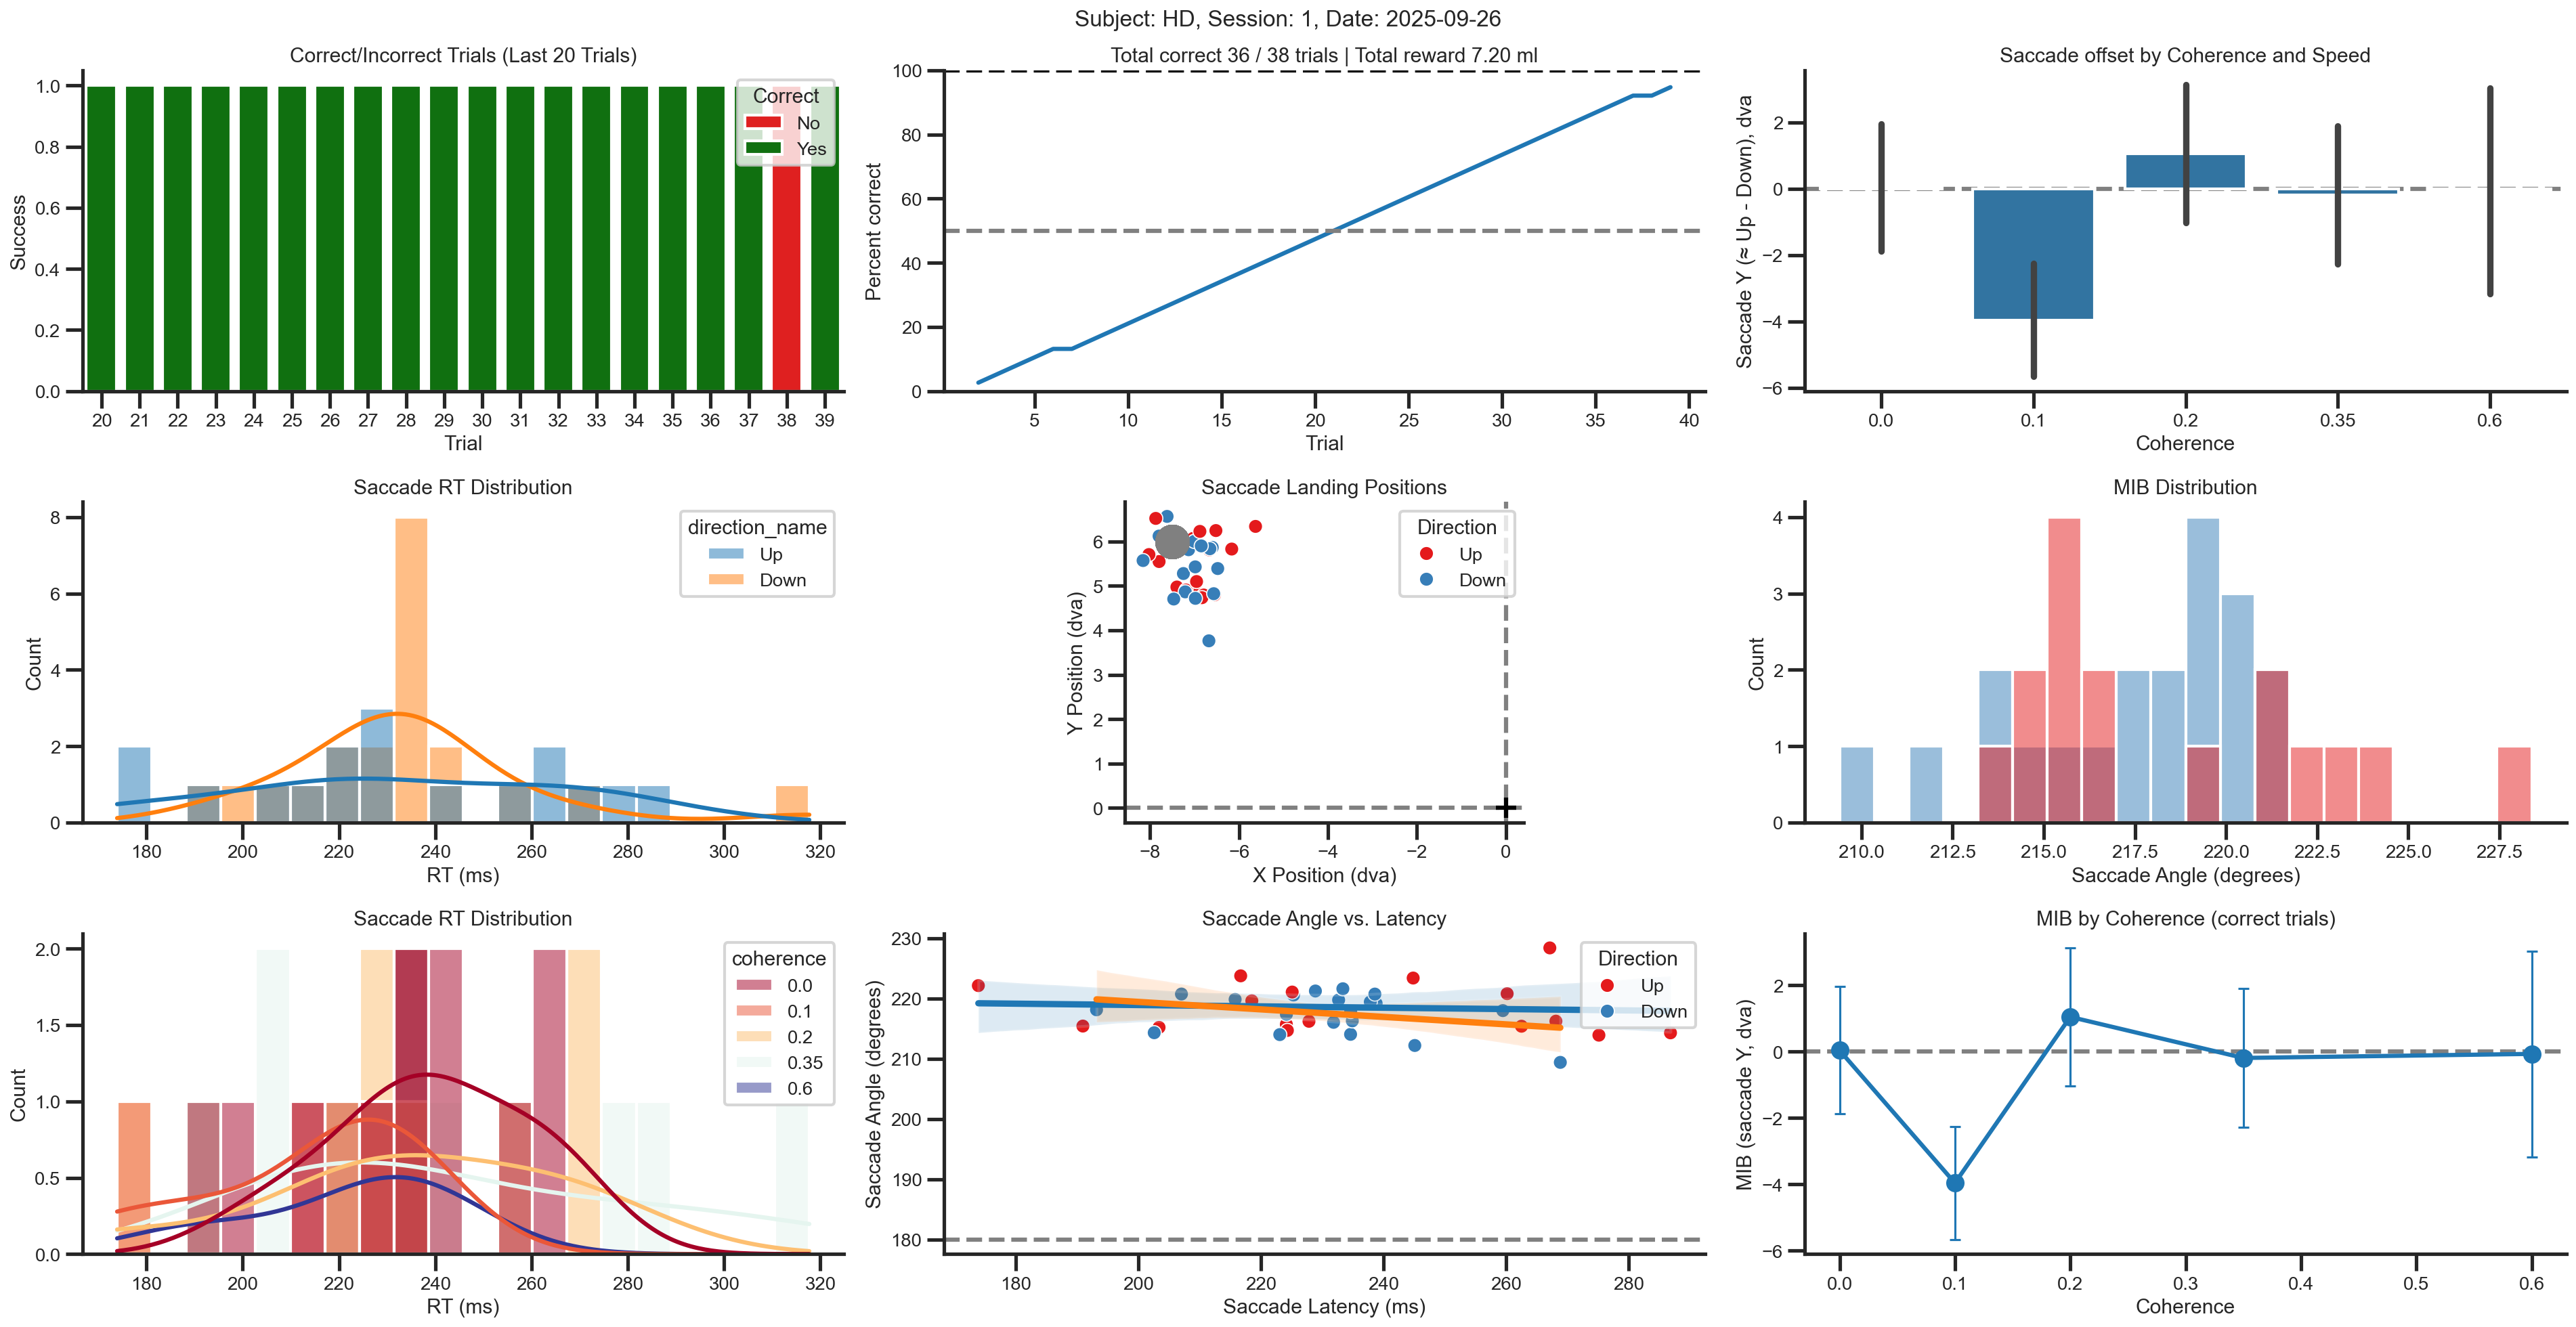 Subject: HD, Session: 1, Date: 2025-09-26
Correct/Incorrect Trials (Last 20 Trials)
Success
1.0
0.8
0.6
0.4
0.2
0.0
Correct
No
Yes
20 21 22 23 24 25 26 27 28 29 30 31 32 33 34 35 36 37 38 39
Trial
Total correct 36 / 38 trials | Total reward 7.20 ml
Percent correct
100
80
60
40
20
0
5 10 15 20 25 30 35 40
Trial
Saccade offset by Coherence and Speed
Saccade Y (≈ Up - Down), dva
2
0
−2
−4
−6
0.0 0.1 0.2 0.35 0.6
Coherence
Saccade RT Distribution
Count
8
6
4
2
0
direction_name
Up
Down
180 200 220 240 260 280 300 320
RT (ms)
Saccade Landing Positions
Y Position (dva)
6
5
4
3
2
1
0
Direction
Up
Down
−8 −6 −4 −2 0
X Position (dva)
MIB Distribution
Count
4
3
2
1
0
210.0 212.5 215.0 217.5 220.0 222.5 225.0 227.5
Saccade Angle (degrees)
Saccade RT Distribution
Count
2.0
1.5
1.0
0.5
0.0
coherence
0.0
0.1
0.2
0.35
0.6
180 200 220 240 260 280 300 320
RT (ms)
Saccade Angle vs. Latency
Saccade Angle (degrees)
230
220
210
200
190
180
Direction
Up
Down
180 200 220 240 260 280
Saccade Latency (ms)
MIB by Coherence (correct trials)
MIB (saccade Y, dva)
2
0
−2
−4
−6
0.0 0.1 0.2 0.3 0.4 0.5 0.6
Coherence